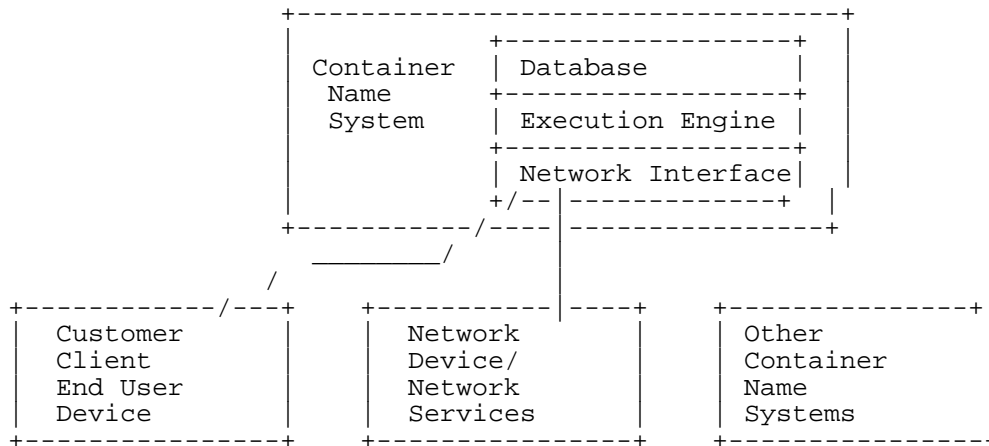 Container Database
Name
System Execution Engine
Network Interface
Customer Network Other
Client Device/ Container
End User Network Name
Device Services Systems